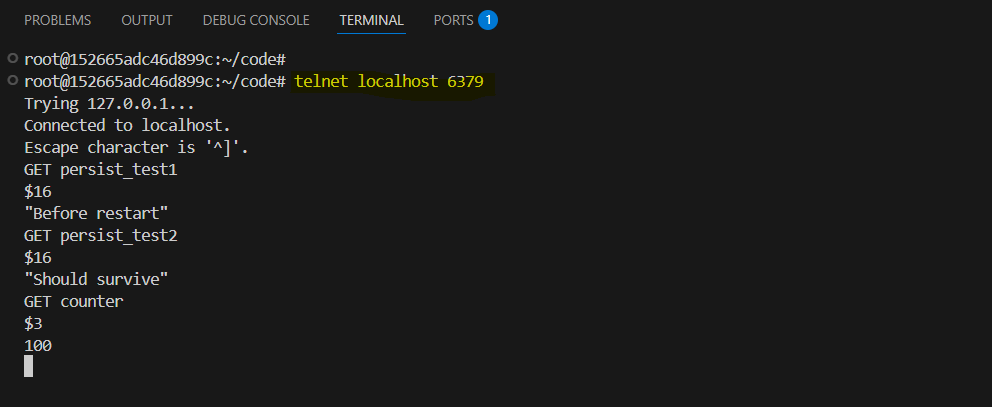 PROBLEMS OUTPUT DEBUG CONSOLE TERMINAL PORTS 1
root@152665adc46d899c:~/code#
root@152665adc46d899c:~/code# telnet localhost 6379
Trying 127.0.0.1...
Connected to localhost.
Escape character is '^]'.
GET persist_test1
$16
"Before restart"
GET persist_test2
$16
"Should survive"
GET counter
$3
100